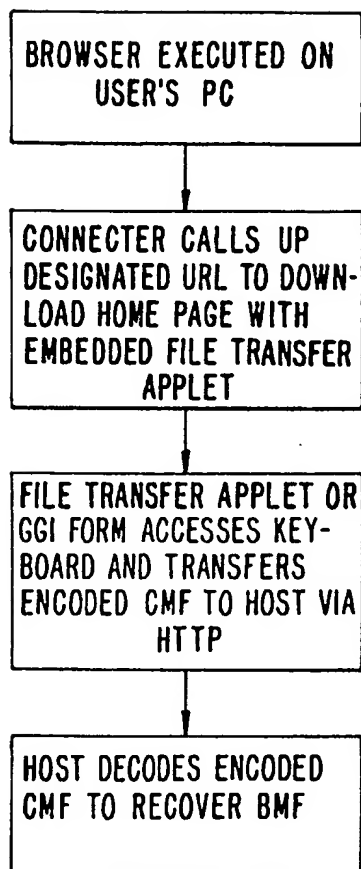 BROWSER EXECUTED ON
USER'S PC
CONNECTER CALLS UP
DESIGNATED URL TO DOWN-
LOAD HOME PAGE WITH
EMBEDDED FILE TRANSFER
APPLET
FILE TRANSFER APPLET OR
GGI FORM ACCESSES KEY-
BOARD AND TRANSFERS
ENCODED CMF TO HOST VIA
HTTP
HOST DECODES ENCODED
CMF TO RECOVER BMF